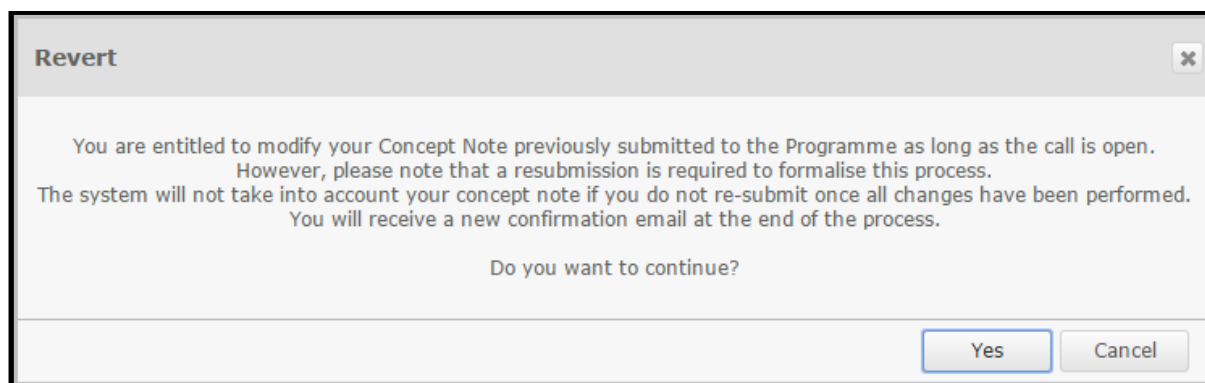 Revert
You are entitled to modify your Concept Note previously submitted to the Programme as long as the call is open.
However, please note that a resubmission is required to formalise this process.
The system will not take into account your concept note if you do not re-submit once all changes have been performed.
You will receive a new confirmation email at the end of the process.
Do you want to continue?
Yes
Cancel